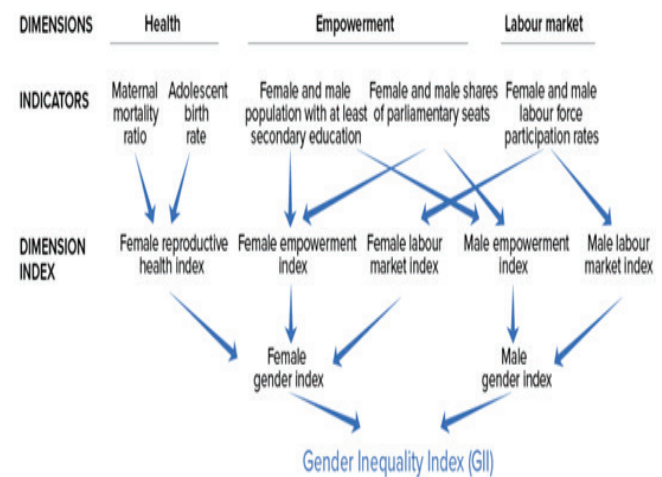 DIMENSIONS
Health
Empowerment
Labour market
INDICATORS
Maternal
mortality
ratio
Adolescent
birth
rate
Female and male
population with at least
secondary education
Female and male shares
of parliamentary seats
Female and male
labour force
participation rates
DIMENSION
INDEX
Female reproductive
health index
Female empowerment
index
Female labour
market index
Male empowerment
index
Male labour
market index
Female
gender index
Male
gender index
Gender Inequality Index (GII)